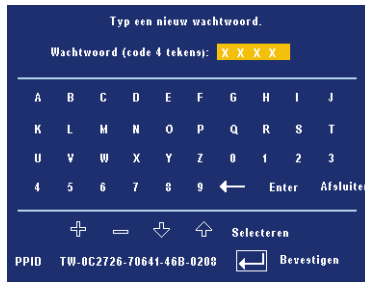 Typ een nieuw wachtwoord.
Wachtwoord (code 4 tekens): X X X X
A B C D E F G H I J
K L M N O P Q R S T
U V W X Y Z 0 1 2 3
4 5 6 7 8 9 ← Enter Afsluiten
Selecteren
PPID TW-0C2726-70641-46B-0208 Bevestigen